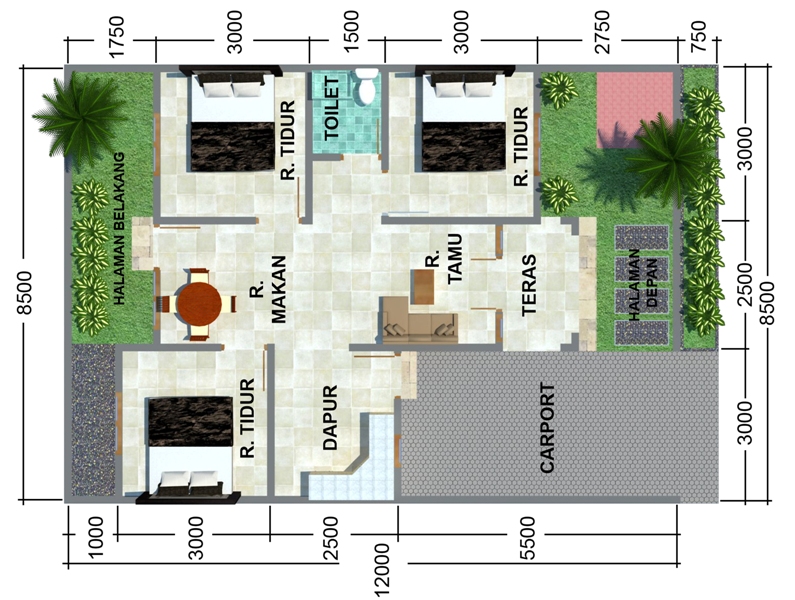 1750
3000
1500
3000
2750
750
TOILET
R. TIDUR
R. TIDUR
HALAMAN BELAKANG
R.
MAKAN
R.
TAMU
TERAS
HALAMAN
DEPAN
R. TIDUR
DAPUR
CARPORT
8500
3000
2500
3000
8500
1000
3000
2500
5500
12000